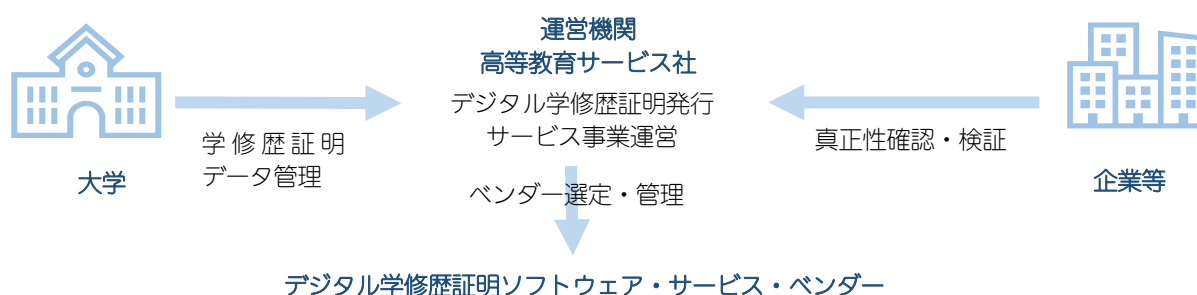 運営機関
高等教育サービス社
デジタル学修歴証明発行
サービス事業運営
学修歴証明
データ管理
真正性確認・検証
大学
企業等
ベンダー選定・管理
デジタル学修歴証明ソフトウェア・サービス・ベンダー